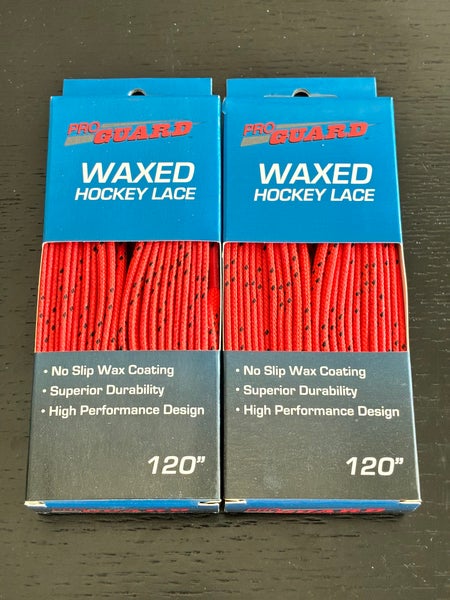 PRO
GUARD
WAXED
HOCKEY LACE
• No Slip Wax Coating
• Superior Durability
• High Performance Design
120”
PRO
GUARD
WAXED
HOCKEY LACE
• No Slip Wax Coating
• Superior Durability
• High Performance Design
120”
GUARD